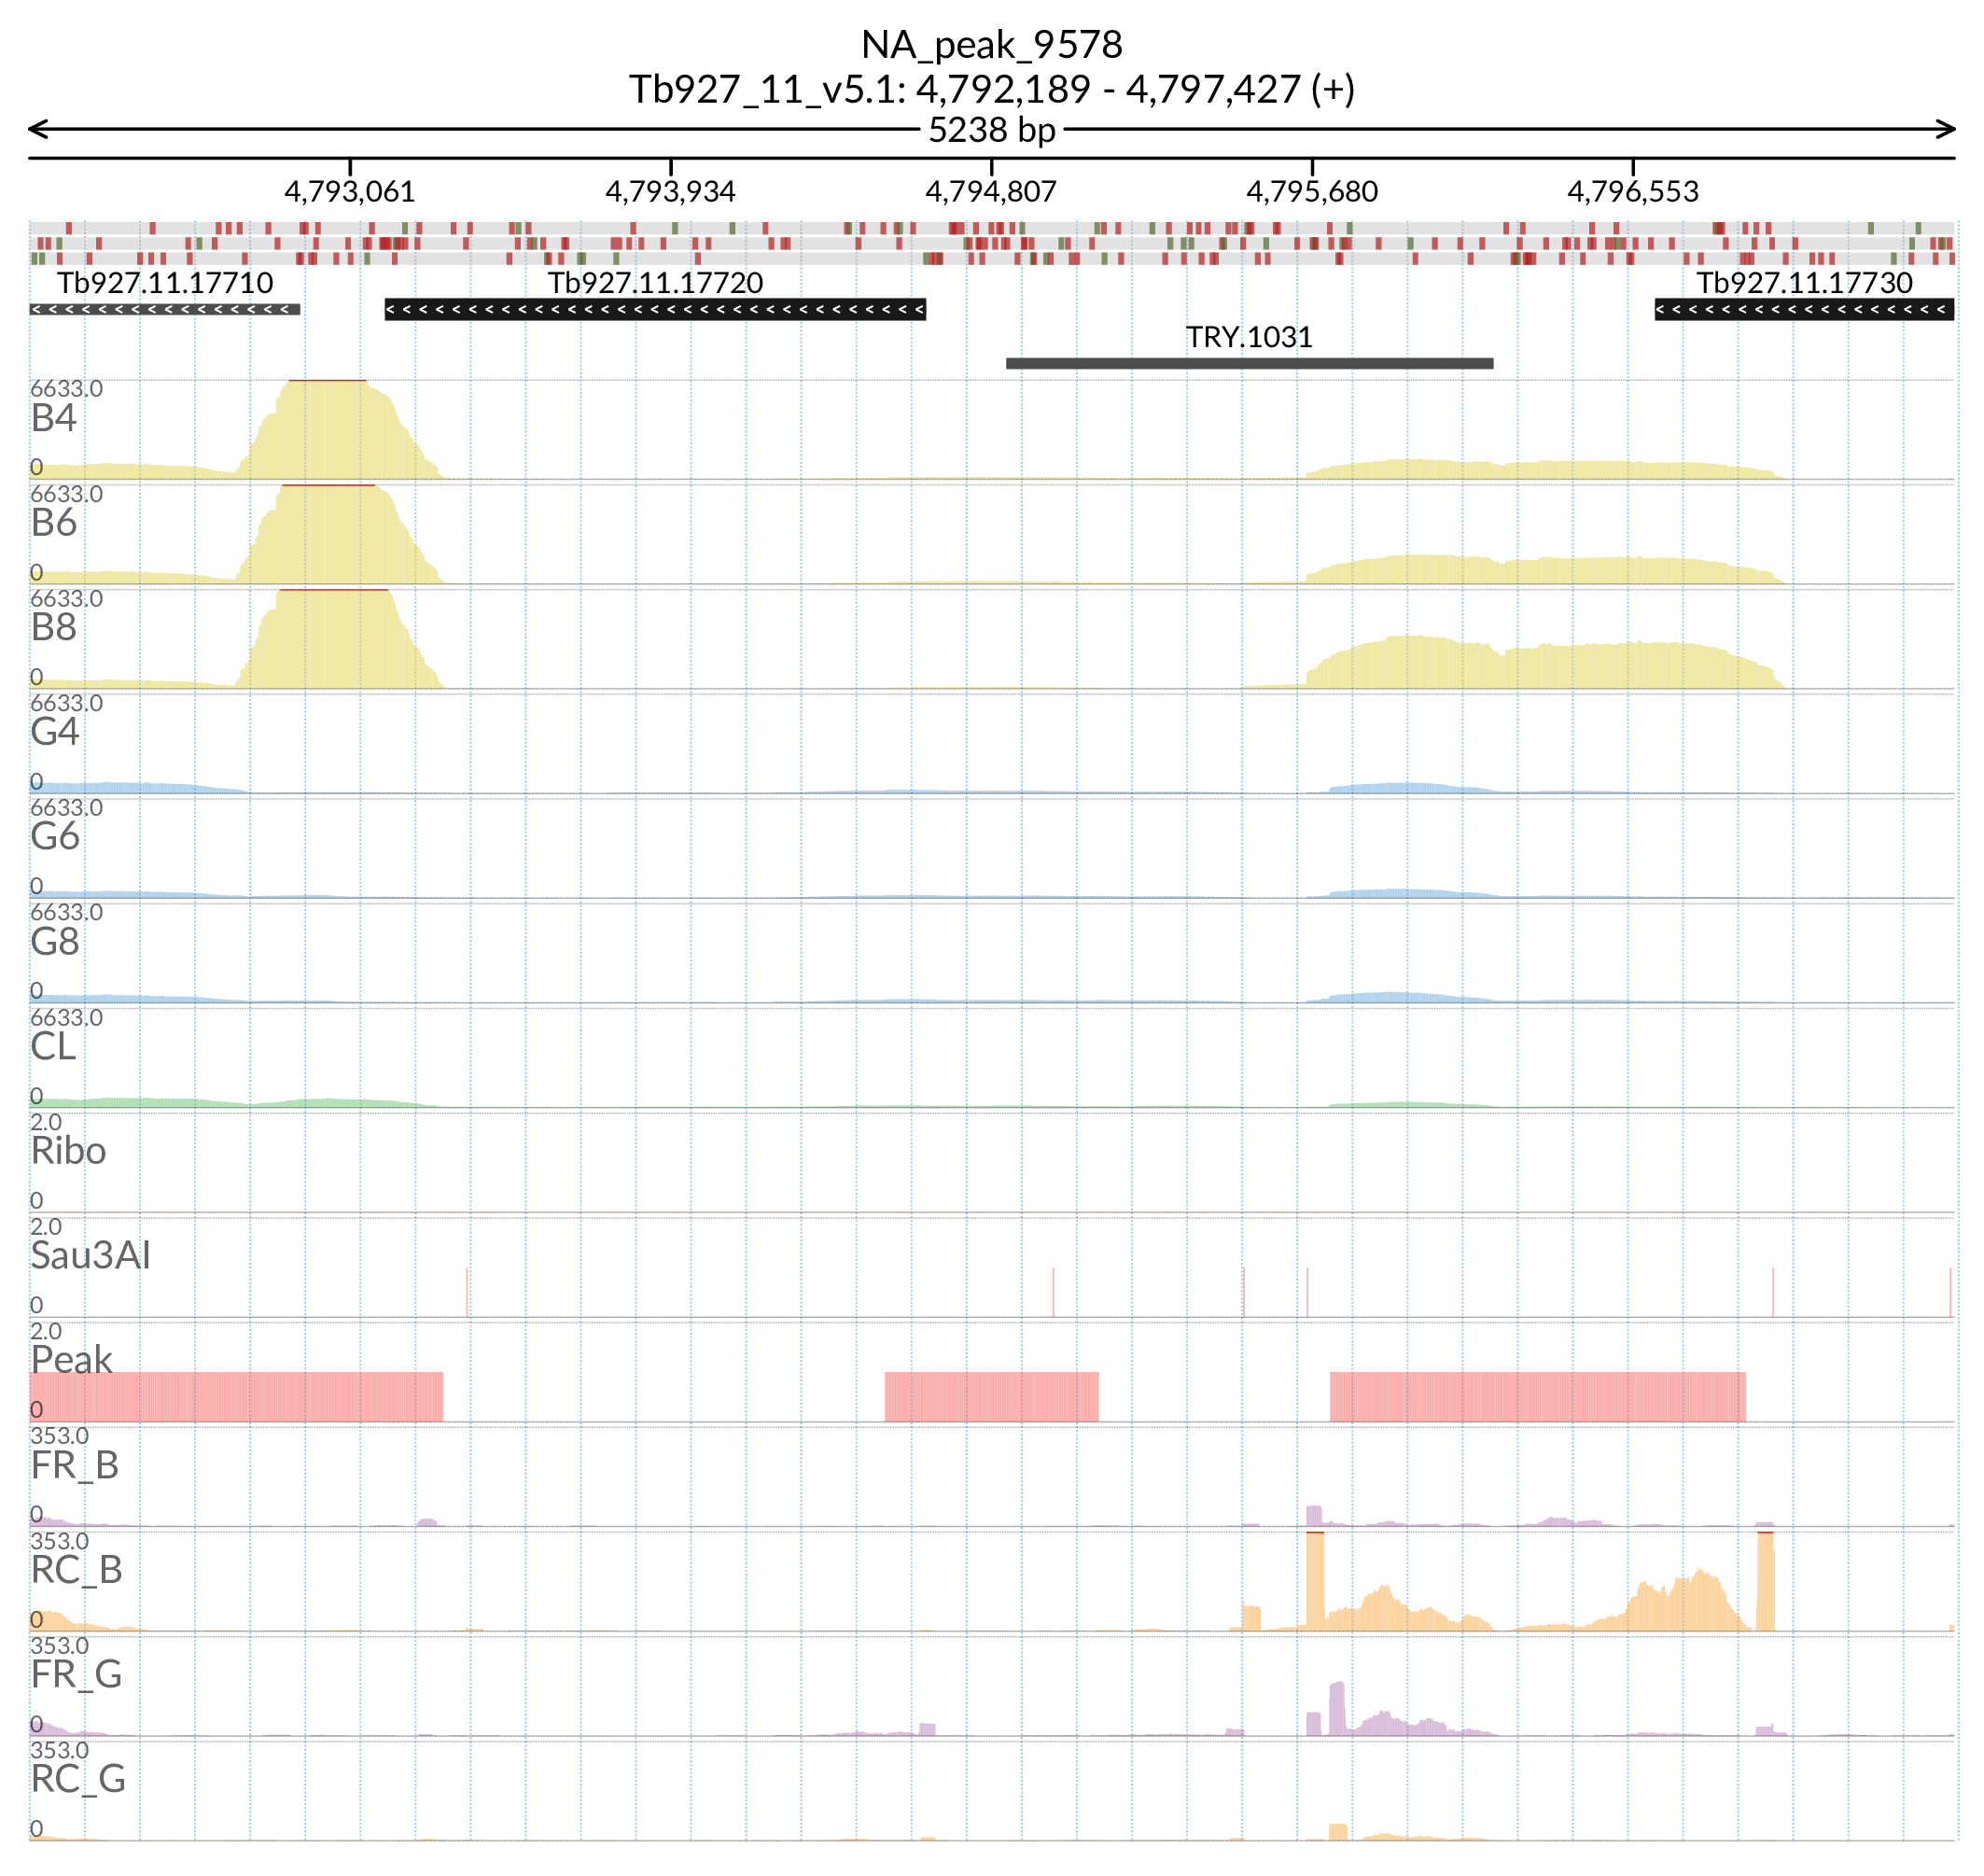 NA_peak_9578
Tb927_11_v5.1: 4,792,189 - 4,797,427 (+)
5238 bp
4,793,061 4,793,934 4,794,807 4,795,680 4,796,553
Tb927.11.17710 Tb927.11.17720 Tb927.11.17730
TRY.1031
6633.0
B4
0
6633.0
B6
0
6633.0
B8
0
6633.0
G4
0
6633.0
G6
0
6633.0
G8
0
6633.0
CL
0
2.0
Ribo
0
2.0
Sau3AI
0
2.0
Peak
0
353.0
FR_B
0
353.0
RC_B
0
353.0
FR_G
0
353.0
RC_G
0